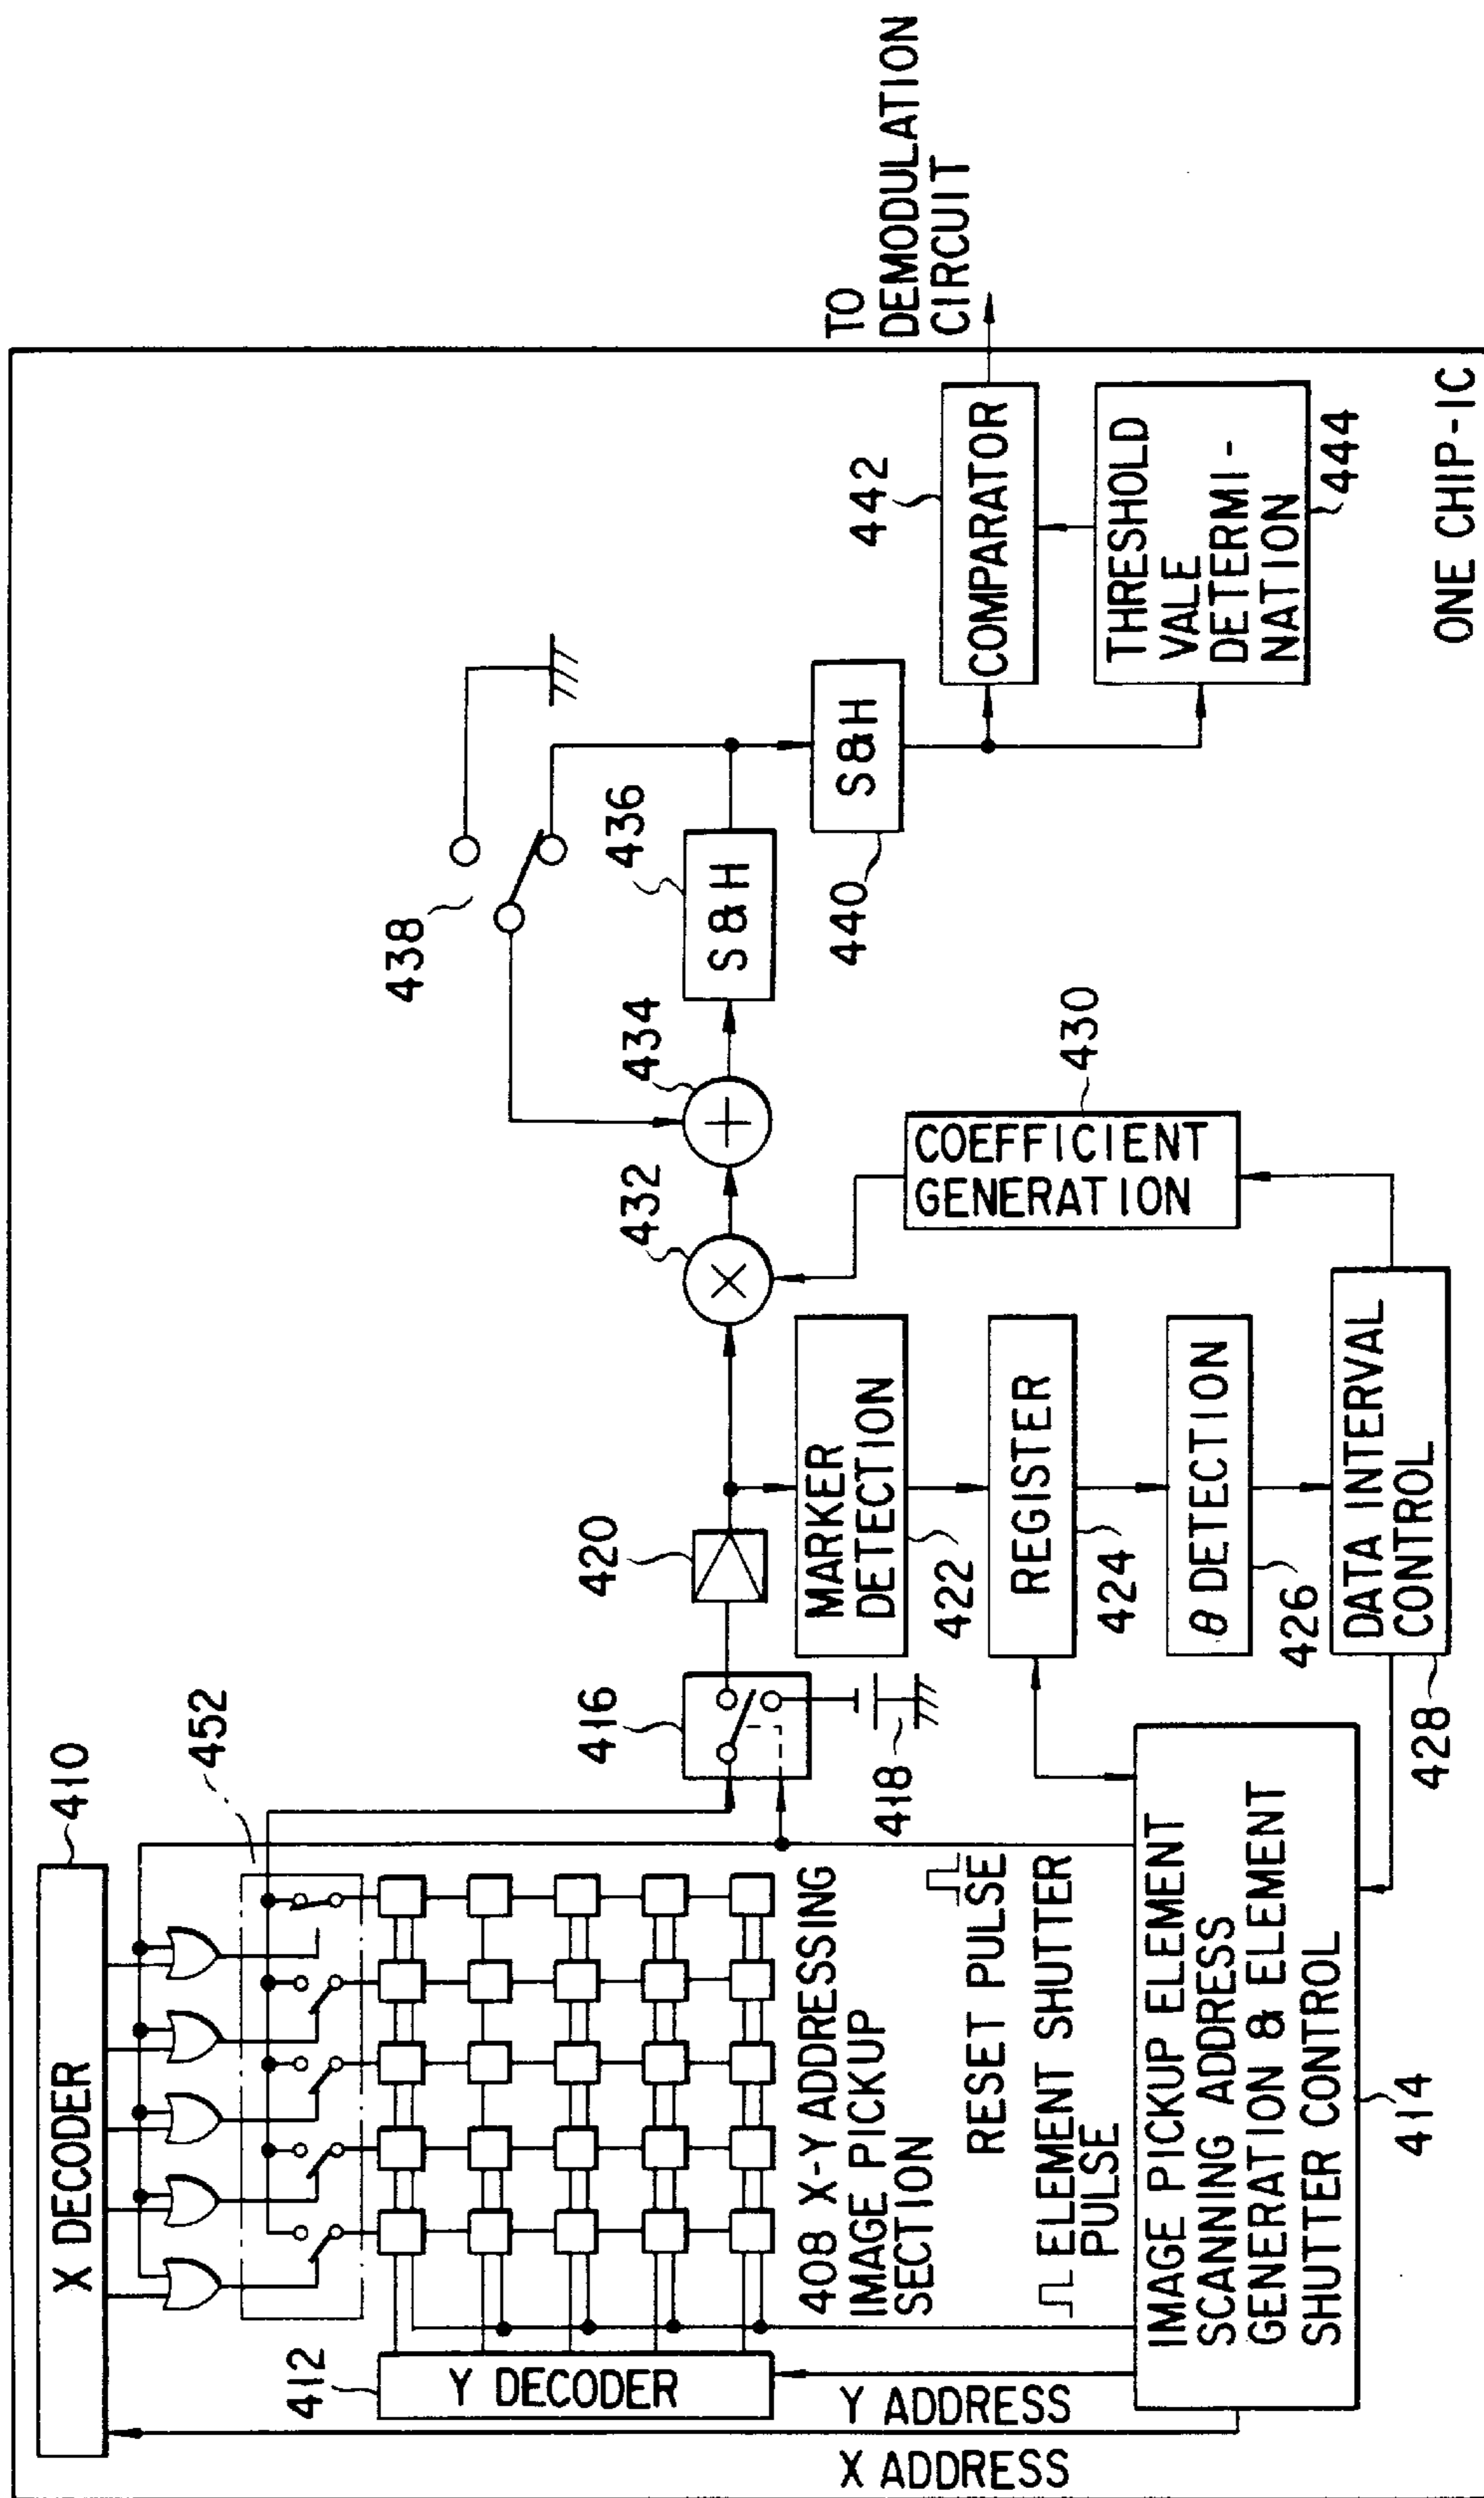 410
X DECODER
452
412
Y DECODER
408 X-Y ADDRESSING
IMAGE PICKUP
SECTION
RESET PULSE
ELEMENT SHUTTER
PULSE
Y ADDRESS
X ADDRESS
IMAGE PICKUP ELEMENT
SCANNING ADDRESS
GENERATION & ELEMENT
SHUTTER CONTROL
414
416
418
420
MARKER
DETECTION
422
REGISTER
424
θ DETECTION
426
DATA INTERVAL
CONTROL
428
432
434
COEFFICIENT
GENERATION
430
438
436
S&H
S&H
440
442
COMPARATOR
THRESHOLD
VALE
DETERMI-
NATION
444
TO
DEMODULATION
CIRCUIT
ONE CHIP-IC